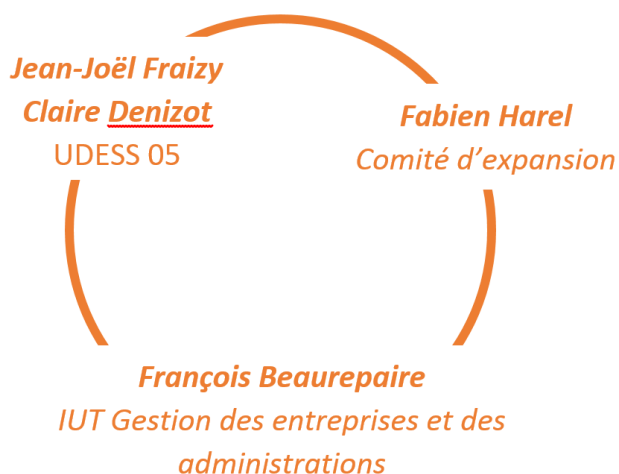 Jean-Joël Fraizy
Claire Denizot
UDESS 05
Fabien Harel
Comité d’expansion
François Beaurepaire
IUT Gestion des entreprises et des
administrations